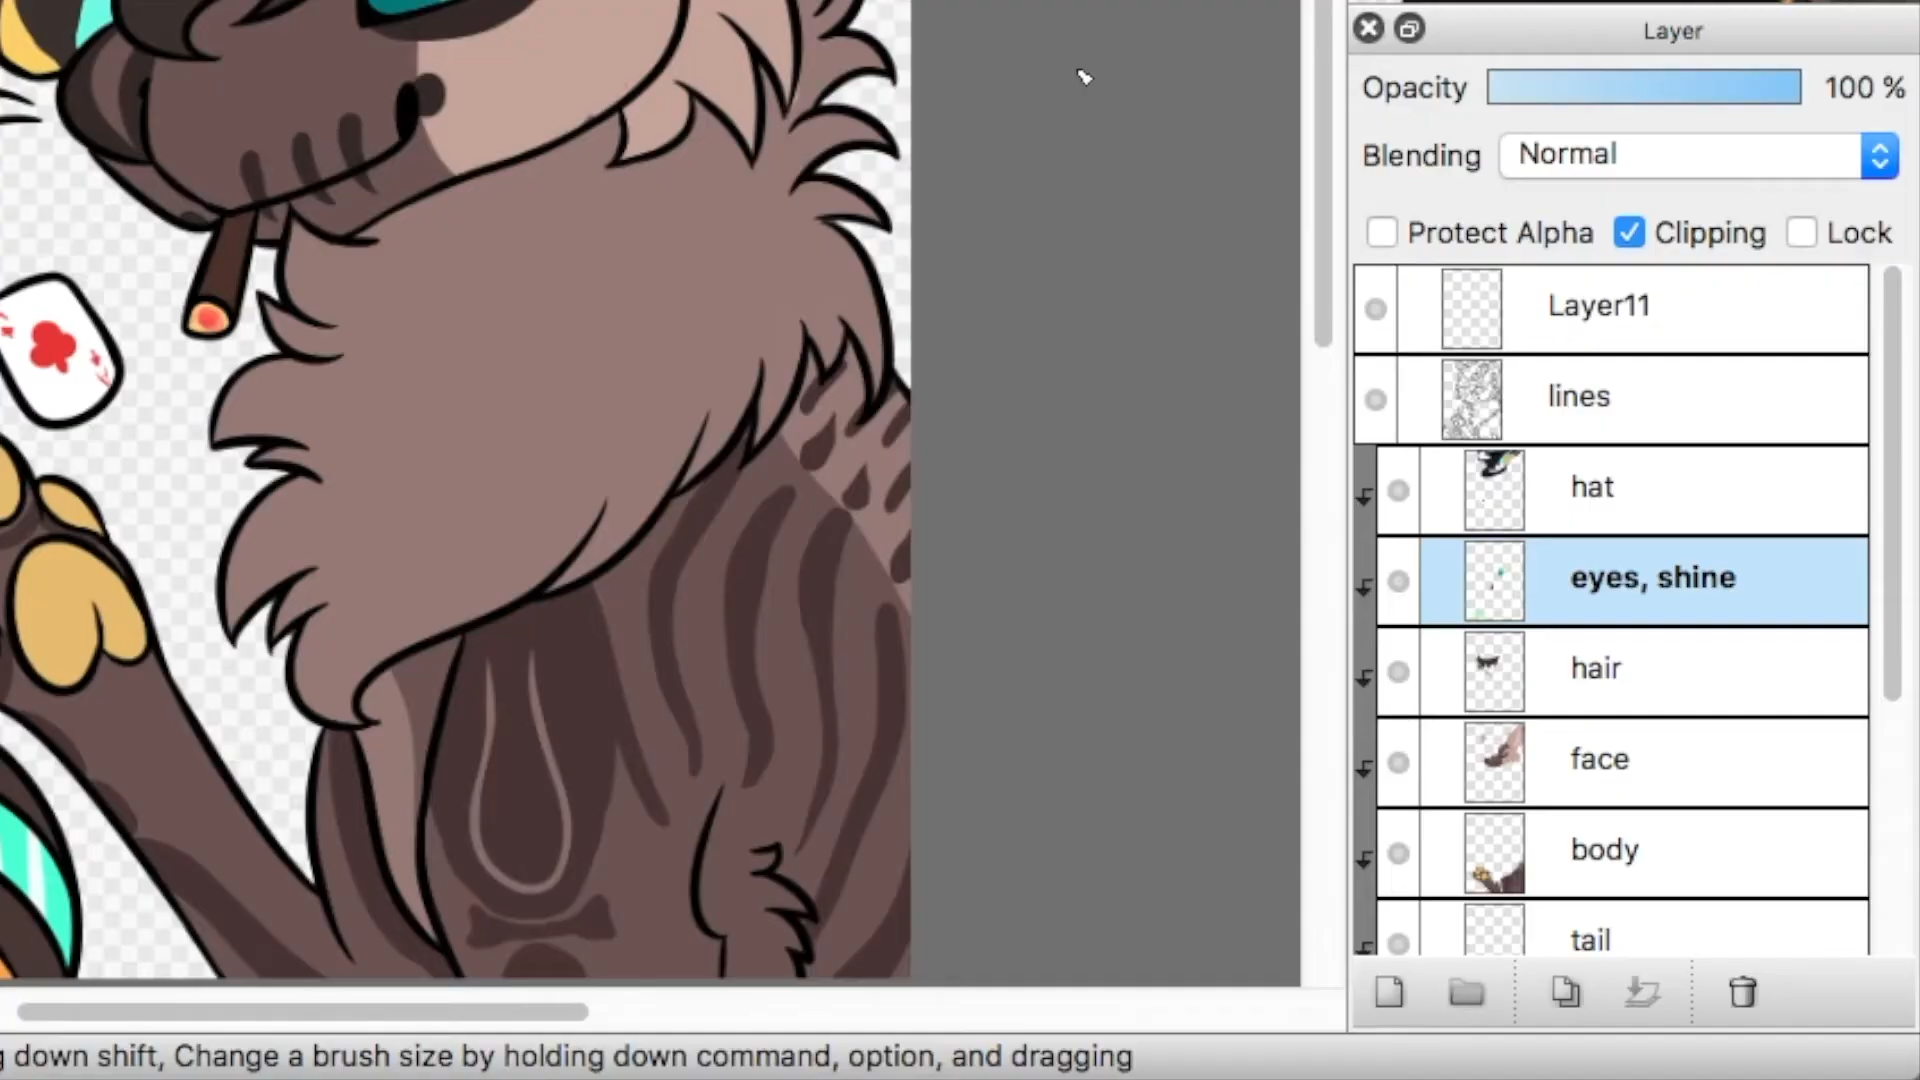 Layer
Opacity 100 %
Blending Normal
Protect Alpha Clipping Lock
Layer11
lines
hat
eyes, shine
hair
face
body
tail
down shift, Change a brush size by holding down command, option, and dragging